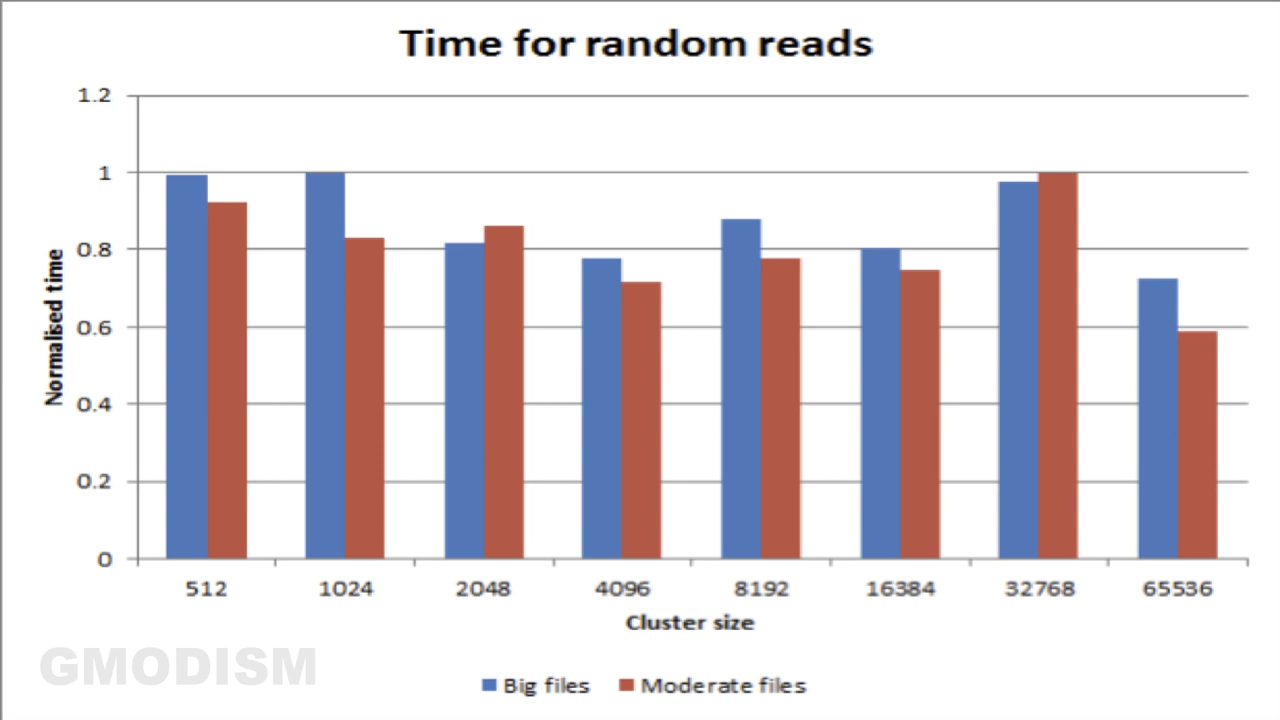 Time for random reads
1.2
1
0.8
0.6
0.4
0.2
0
Normalised time
512 1024 2048 4096 8192 16384 32768 65536
Cluster size
GMODISM
Big files Moderate files